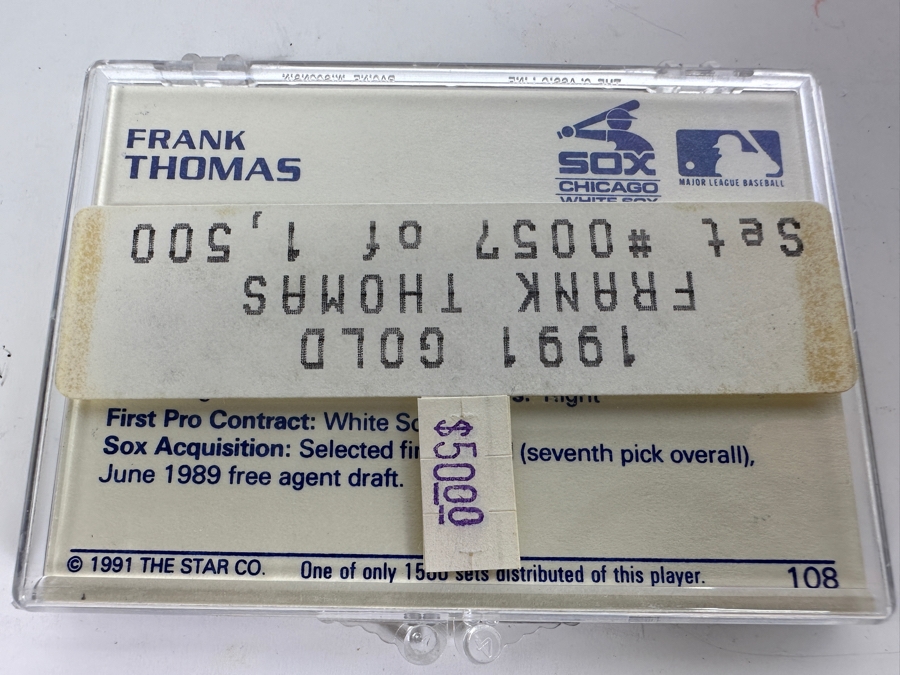 FRANK
THOMAS
SOX
CHICAGO
WHITE SOX
MAJOR LEAGUE BASEBALL
1991 GOLD
FRANK THOMAS
Set #0057 of 1,500
First Pro Contract: White
Sox Acquisition: Selected (seventh pick overall),
June 1989 free agent draft.
$50.00
© 1991 THE STAR CO. One of only 1500 sets distributed of this player. 108